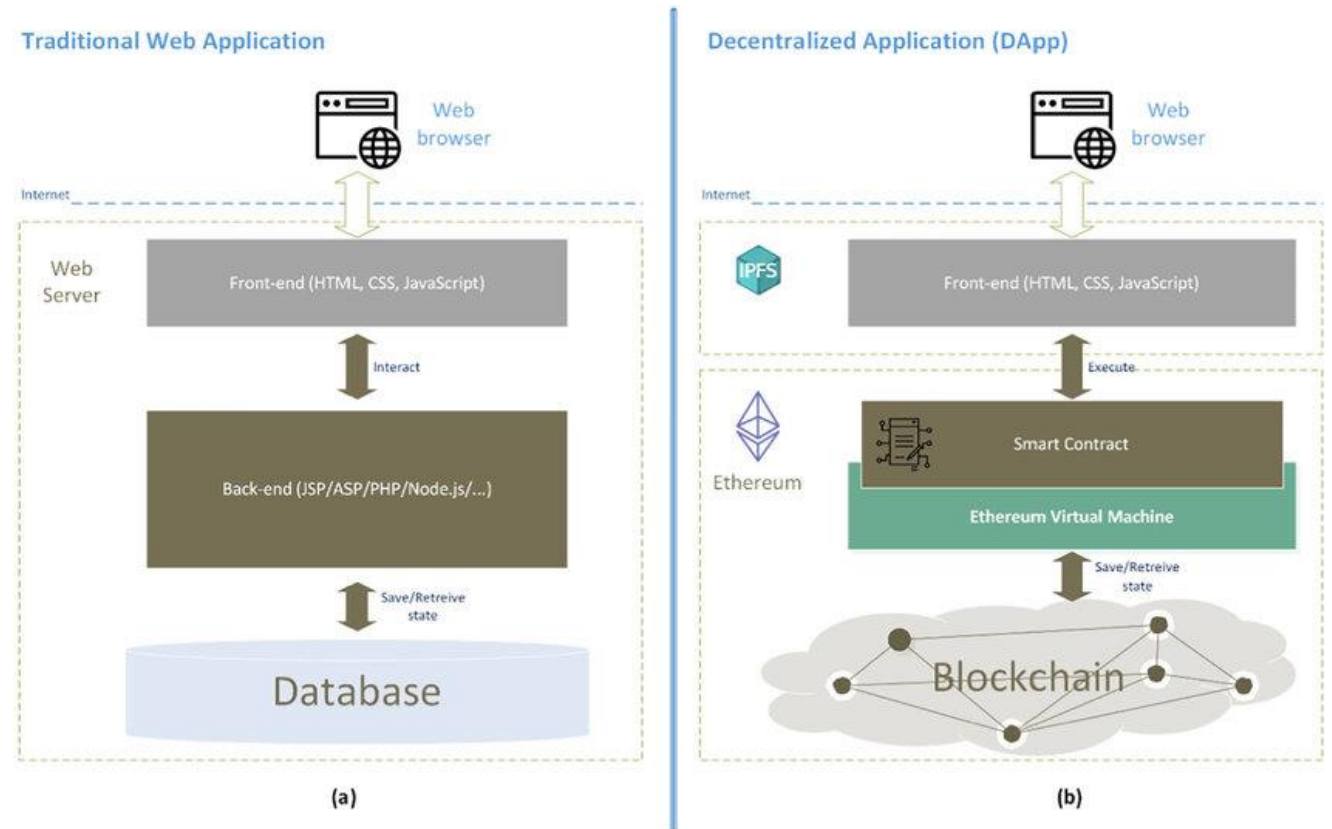 Traditional Web Application
Web
browser
Internet
Web
Server
Front-end (HTML, CSS, JavaScript)
Interact
Back-end (JSP/ASP/PHP/Node.js/...)
Save/Retreive
state
Database
(a)
Decentralized Application (DApp)
Web
browser
Internet
IPFS
Front-end (HTML, CSS, JavaScript)
Execute
Ethereum
Smart Contract
Ethereum Virtual Machine
Save/Retreive
state
Blockchain
(b)